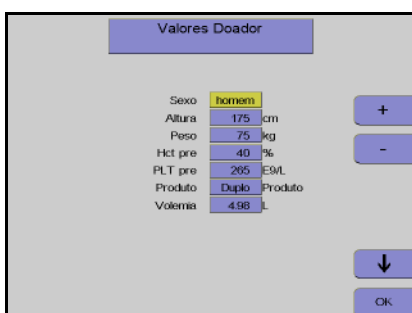 Valores Doador
Sexo homem
Altura 175 cm
Peso 75 kg
Hct pre 40 %
PLT pre 265 E9/L
Produto Duplo Produto
Volemia 4.98 L
+
-
OK